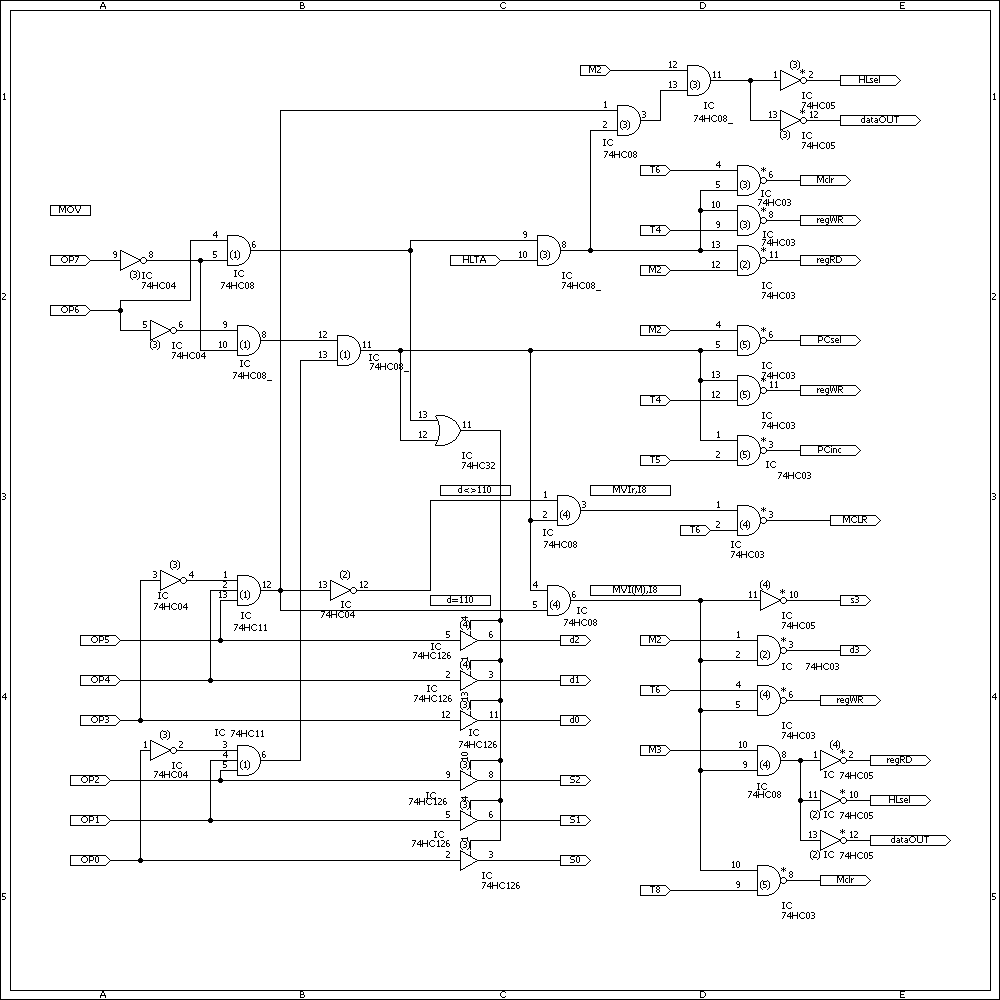 A B C D E
1 1
M2 12 13 (3) 11 IC 74HC08_
(3) 1 * 2 HLsel IC 74HC05
13 * 12 dataOUT (3) IC 74HC05
1 2 (3) 3 IC 74HC08
T6 4 5 (3) * 6 Mclr IC 74HC03
MOV
T4 10 9 (3) * 8 regWR IC 74HC03
OP7 9 8 (3) IC 74HC04
4 5 (1) 6 IC 74HC08
HLTA 9 10 (3) 8 IC 74HC08_
M2 13 12 (2) * 11 regRD IC 74HC03
2 2
OP6 5 6 (3) IC 74HC04
9 10 (1) 8 IC 74HC08_
12 13 (1) 11 IC 74HC08_
M2 4 5 (5) * 6 PCsel IC 74HC03
T4 13 12 (5) * 11 regWR IC 74HC03
13 12 11 IC 74HC32
T5 1 2 (5) * 3 PCinc IC 74HC03
3 3
d<>110 MVIr,I8
1 2 (4) 3 IC 74HC08
T6 1 2 (4) * 3 MCLR IC 74HC03
(3) 3 4 IC 74HC04
1 2 13 (1) 12 IC 74HC11
(2) 13 12 IC 74HC04
d=110 MVI(M),I8
4 5 (4) 6 IC 74HC08
(4) 11 * 10 s3 IC 74HC05
OP5 4 (4) 5 6 d2 IC 74HC126
M2 1 2 (2) * 3 d3 IC 74HC03
OP4 1 (4) 2 3 d1 IC 74HC126
T6 4 5 (4) * 6 regWR IC 74HC03
4 4
OP3 13 (3) 12 11 d0 IC 74HC126
(3) 1 2 IC 74HC04
IC 74HC11 3 4 5 (1) 6
M3 10 9 (4) 8 IC 74HC08
(4) 1 * 2 regRD IC 74HC05
OP2 10 (3) 9 8 S2 IC 74HC126
11 * 10 HLsel (2) IC 74HC05
OP1 4 (3) 5 6 S1 IC 74HC126
13 * 12 dataOUT (2) IC 74HC05
OP0 1 (3) 2 3 S0 IC 74HC126
T8 10 9 (5) * 8 Mclr IC 74HC03
5 5
A B C D E